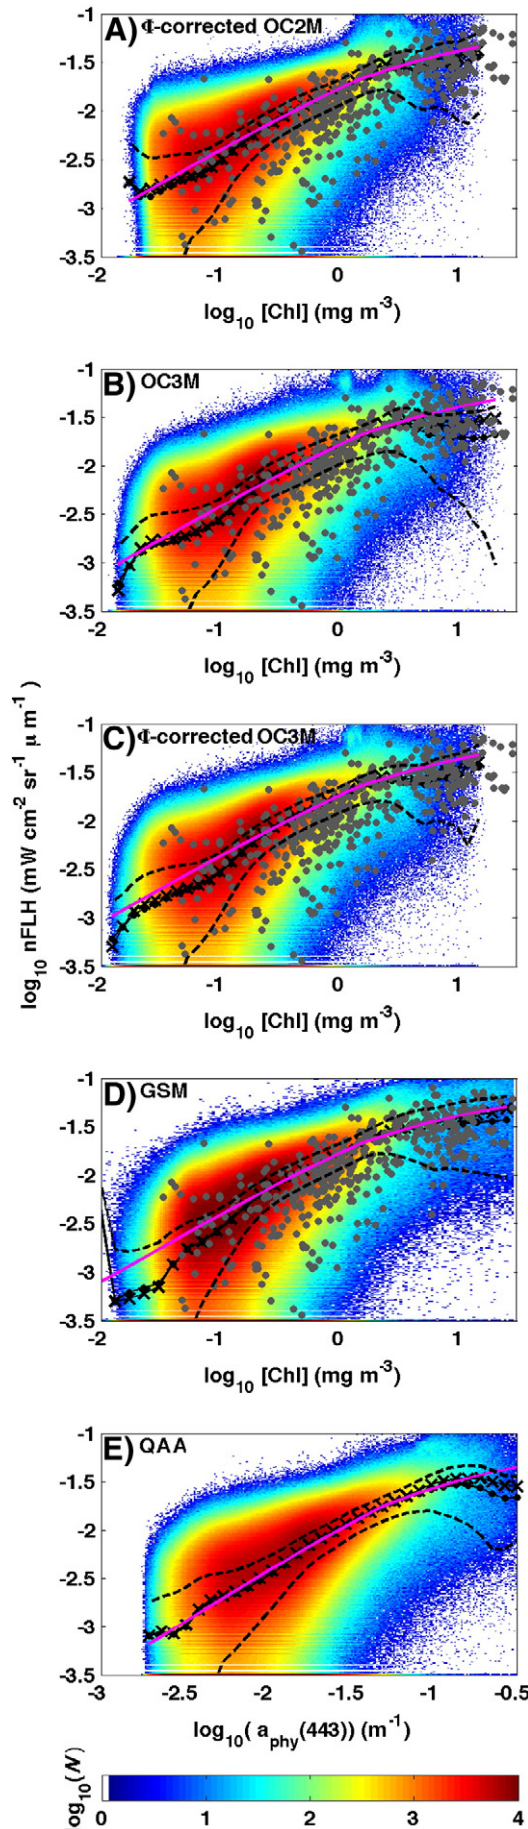 A) Φ-corrected OC2M
-1
-1.5
-2
-2.5
-3
-3.5
-2 -1 0 1
log10 [Chl] (mg m-3)
B) OC3M
-1
-1.5
-2
-2.5
-3
-3.5
-2 -1 0 1
log10 [Chl] (mg m-3)
log10 nFLH (mW cm-2 sr-1 μ m-1)
C) Φ-corrected OC3M
-1
-1.5
-2
-2.5
-3
-3.5
-2 -1 0 1
log10 [Chl] (mg m-3)
D) GSM
-1
-1.5
-2
-2.5
-3
-3.5
-2 -1 0 1
log10 [Chl] (mg m-3)
E) QAA
-1
-1.5
-2
-2.5
-3
-3.5
-3 -2.5 -2 -1.5 -1 -0.5
log10( aphy(443)) (m-1)
log10(N)
0 1 2 3 4